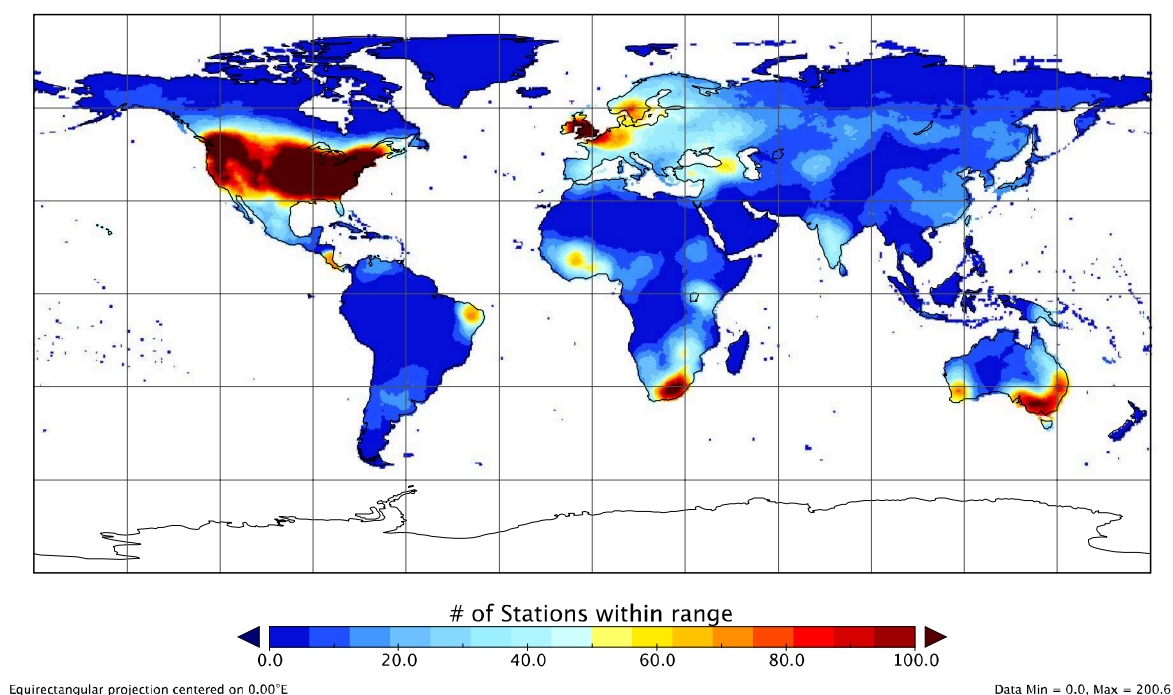 # of Stations within range
0.0 20.0 40.0 60.0 80.0 100.0
Equirectangular projection centered on 0.00°E
Data Min = 0.0, Max = 200.6